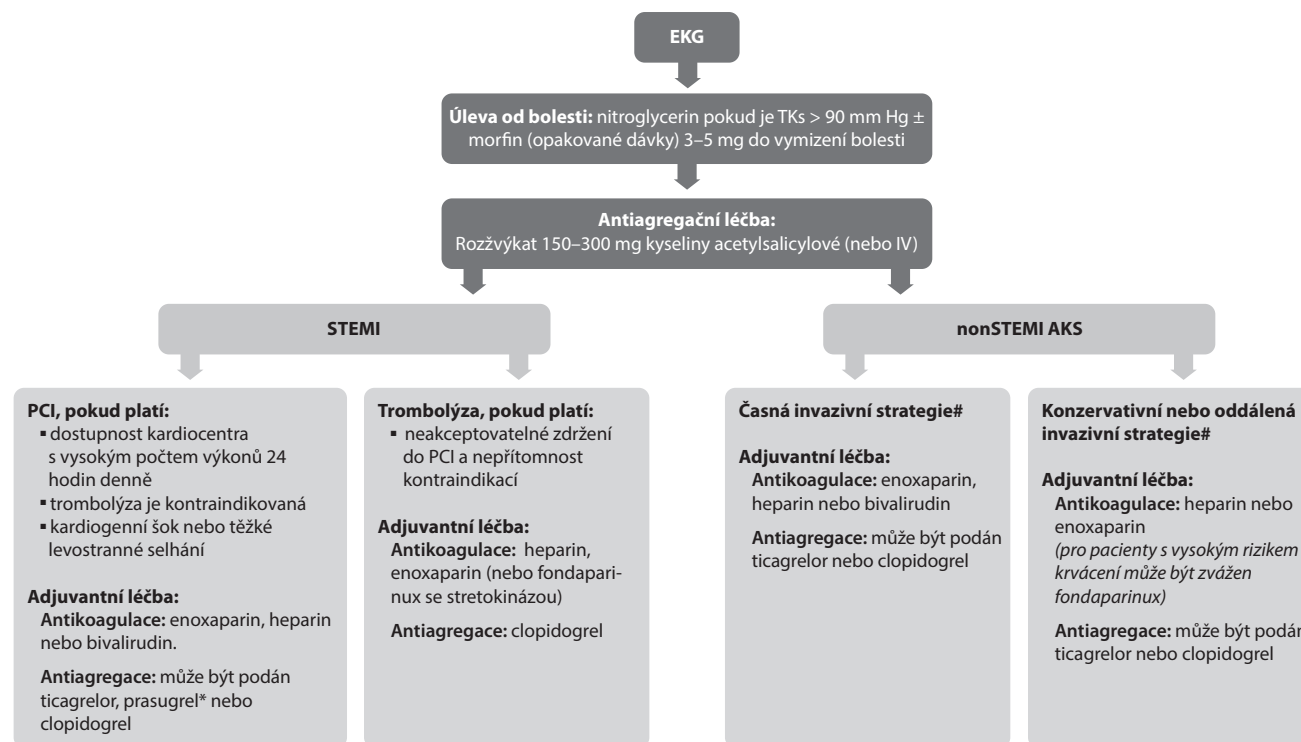 EKG
Úleva od bolesti: nitroglycerin pokud je TKs > 90 mm Hg ±
morfin (opakované dávky) 3–5 mg do vymizení bolesti
Antiagregační léčba:
Rozžvýkat 150–300 mg kyseliny acetylsalicylové (nebo IV)
STEMI
nonSTEMI AKS
PCI, pokud platí:
▪ dostupnost kardiocentra
s vysokým počtem výkonů 24
hodin denně
▪ trombolýza je kontraindikovaná
▪ kardiogenní šok nebo těžké
levostranné selhání
Adjuvantní léčba:
Antikoagulace: enoxaparin, heparin
nebo bivalirudin.
Antiagregace: může být podán
ticagrelor, prasugrel* nebo
clopidogrel
Trombolýza, pokud platí:
▪ neakceptovatelné zdržení
do PCI a nepřítomnost
kontraindikací
Adjuvantní léčba:
Antikoagulace: heparin,
enoxaparin (nebo fondapari-
nux se stretokinázou)
Antiagregace: clopidogrel
Časná invazivní strategie#
Adjuvantní léčba:
Antikoagulace: enoxaparin,
heparin nebo bivalirudin
Antiagregace: může být podán
ticagrelor nebo clopidogrel
Konzervativní nebo oddálená
invazivní strategie#
Adjuvantní léčba:
Antikoagulace: heparin nebo
enoxaparin
(pro pacienty s vysokým rizikem
krvácení může být zvážen
fondaparinux)
Antiagregace: může být podán
ticagrelor nebo clopidogrel